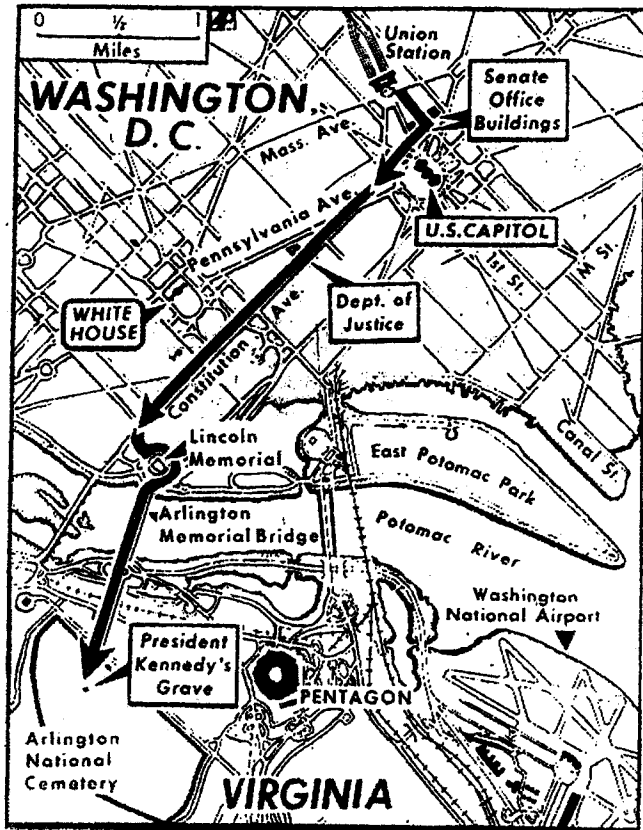 0 ½ 1
Miles
Union
Station
Senate
Office
Buildings
WASHINGTON
D. C.
Mass. Ave.
Pennsylvania Ave.
U.S. CAPITOL
1st St.
M St.
WHITE
HOUSE
Dept. of
Justice
Constitution Ave.
Canal St.
Lincoln
Memorial
East Potomac Park
Arlington
Memorial Bridge
Potomac
River
Washington
National Airport
President
Kennedy's
Grave
PENTAGON
Arlington
National
Cemetery
VIRGINIA